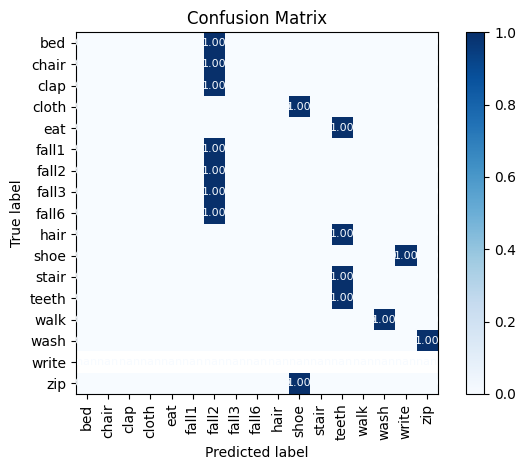 Confusion Matrix
True label
bed 1.00
chair 1.00
clap 1.00
cloth 1.00
eat 1.00
fall1 1.00
fall2 1.00
fall3 1.00
fall6 1.00
hair 1.00
shoe 1.00
stair 1.00
teeth 1.00
walk 1.00
wash 1.00
write
zip 1.00
bed chair clap cloth eat fall1 fall2 fall3 fall6 hair shoe stair teeth walk wash write zip
Predicted label
1.0
0.8
0.6
0.4
0.2
0.0